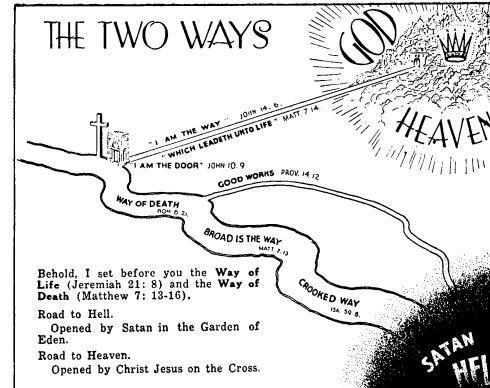 THE TWO WAYS
GOD
HEAVEN
"I AM THE WAY" JOHN 14.6.
"WHICH LEADETH UNTO LIFE" MATT 7.14
"I AM THE DOOR" JOHN 10.9
GOOD WORKS PROV. 14.12
WAY OF DEATH
ROM. 6.21.
BROAD IS THE WAY
MATT 7.13
CROOKED WAY
ISA. 59.8.
Behold, I set before you the Way of
Life (Jeremiah 21: 8) and the Way of
Death (Matthew 7: 13-16).
Road to Hell.
Opened by Satan in the Garden of
Eden.
Road to Heaven.
Opened by Christ Jesus on the Cross.
SATAN